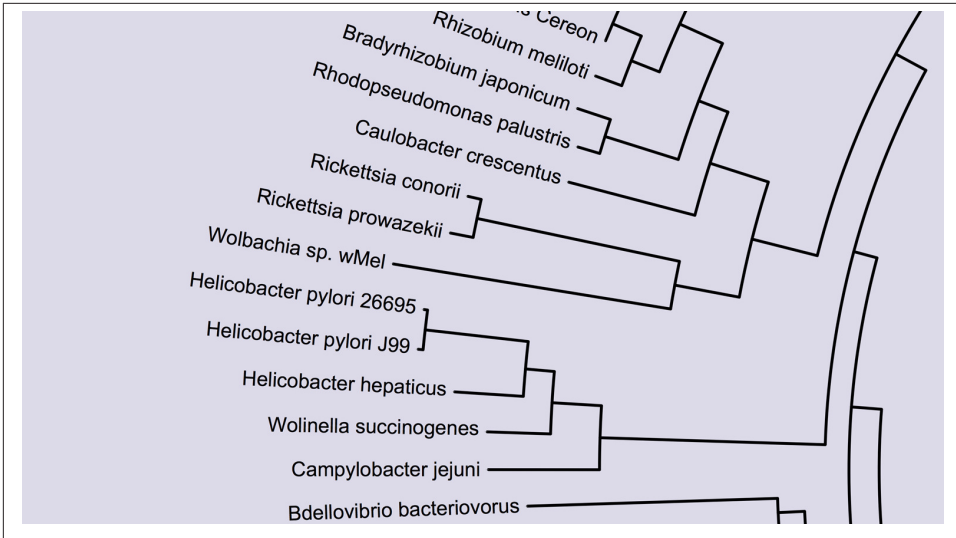 Cereon
Rhizobium meliloti
Bradyrhizobium japonicum
Rhodopseudomonas palustris
Caulobacter crescentus
Rickettsia conorii
Rickettsia prowazekii
Wolbachia sp. wMel
Helicobacter pylori 26695
Helicobacter pylori J99
Helicobacter hepaticus
Wolinella succinogenes
Campylobacter jejuni
Bdellovibrio bacteriovorus